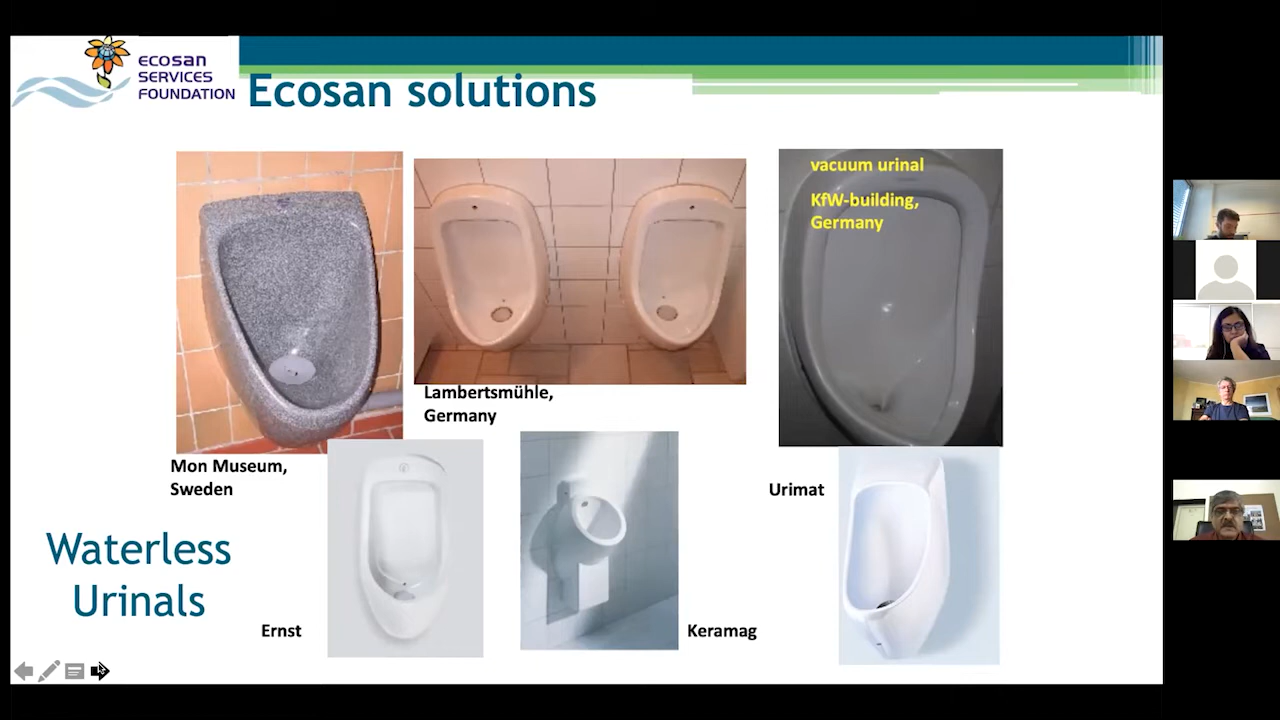 ECOSAN
SERVICES
FOUNDATION
Ecosan solutions
vacuum urinal
KfW-building,
Germany
Lambertsmühle,
Germany
Mon Museum,
Sweden
Urimat
Waterless
Urinals
Ernst
Keramag